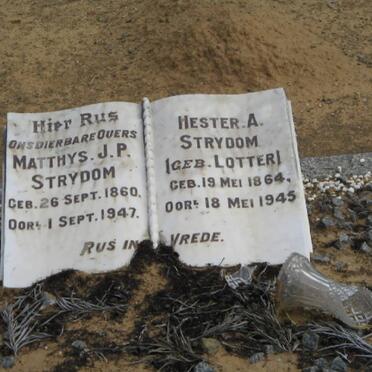 Hier Rus
Ons Dierbare Ouers
Matthys. J. P.
Strydom
Geb. 26 Sept. 1860.
Oorl 1 Sept. 1947.
Hester. A.
Strydom
[Geb. Lotter]
Geb. 19 Mei 1864.
Oorl 18 Mei 1945
Rus in Vrede.